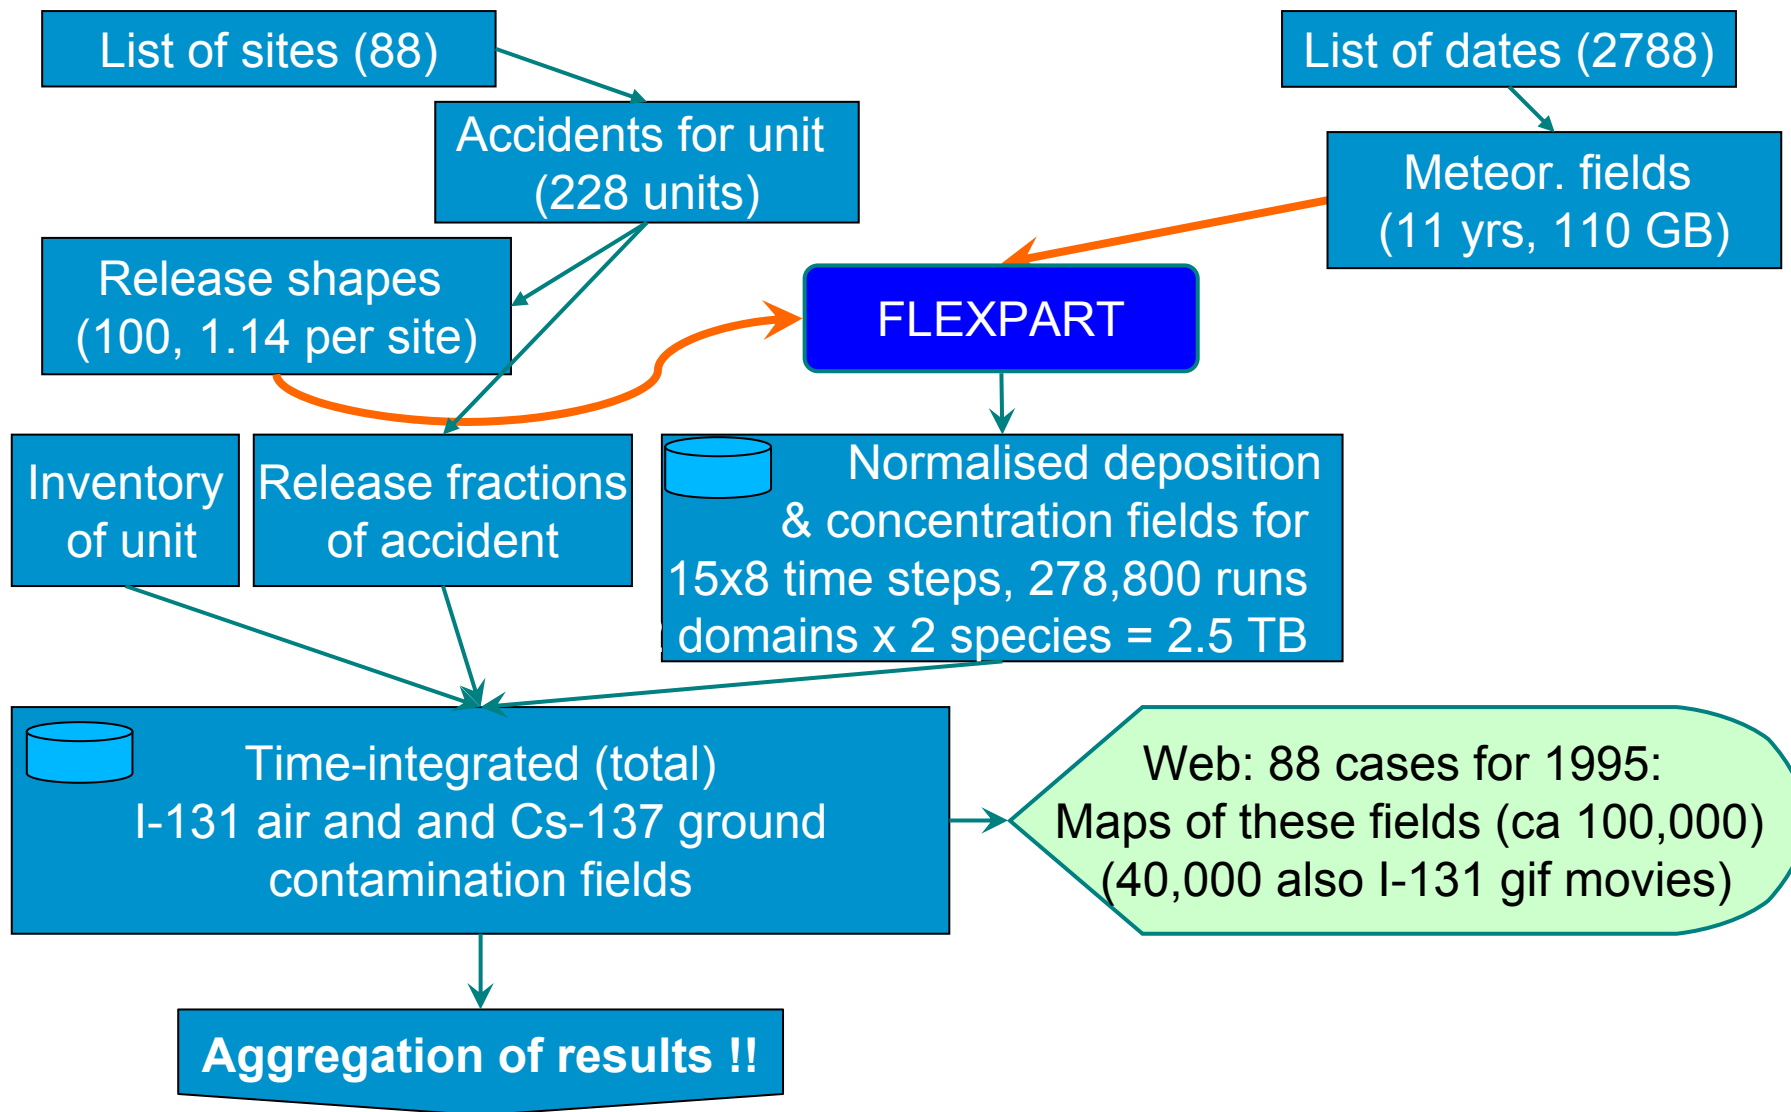 List of sites (88)
List of dates (2788)
Accidents for unit
(228 units)
Meteor. fields
(11 yrs, 110 GB)
Release shapes
(100, 1.14 per site)
FLEXPART
Inventory
of unit
Release fractions
of accident
Normalised deposition
& concentration fields for
15x8 time steps, 278,800 runs
domains x 2 species = 2.5 TB
Time-integrated (total)
I-131 air and and Cs-137 ground
contamination fields
Web: 88 cases for 1995:
Maps of these fields (ca 100,000)
(40,000 also I-131 gif movies)
Aggregation of results !!